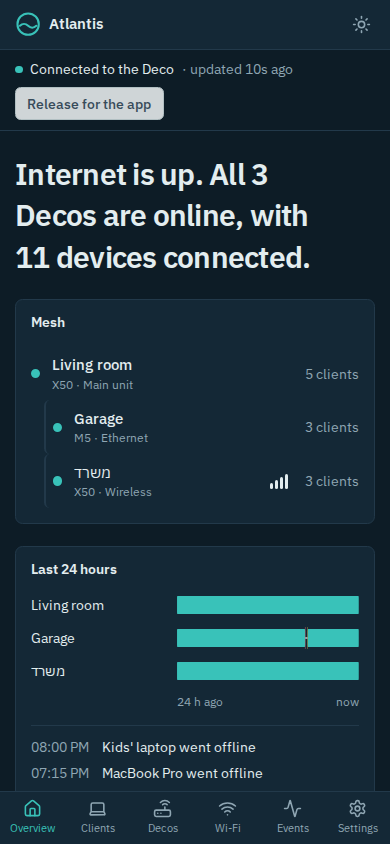 Atlantis
Connected to the Deco · updated 10s ago
Release for the app
Internet is up. All 3
Decos are online, with
11 devices connected.
Mesh
Living room
X50 · Main unit
5 clients
Garage
M5 · Ethernet
3 clients
משרד
X50 · Wireless
3 clients
Last 24 hours
Living room
Garage
משרד
24 h ago now
08:00 PM Kids' laptop went offline
07:15 PM MacBook Pro went offline
Overview Clients Decos Wi-Fi Events Settings